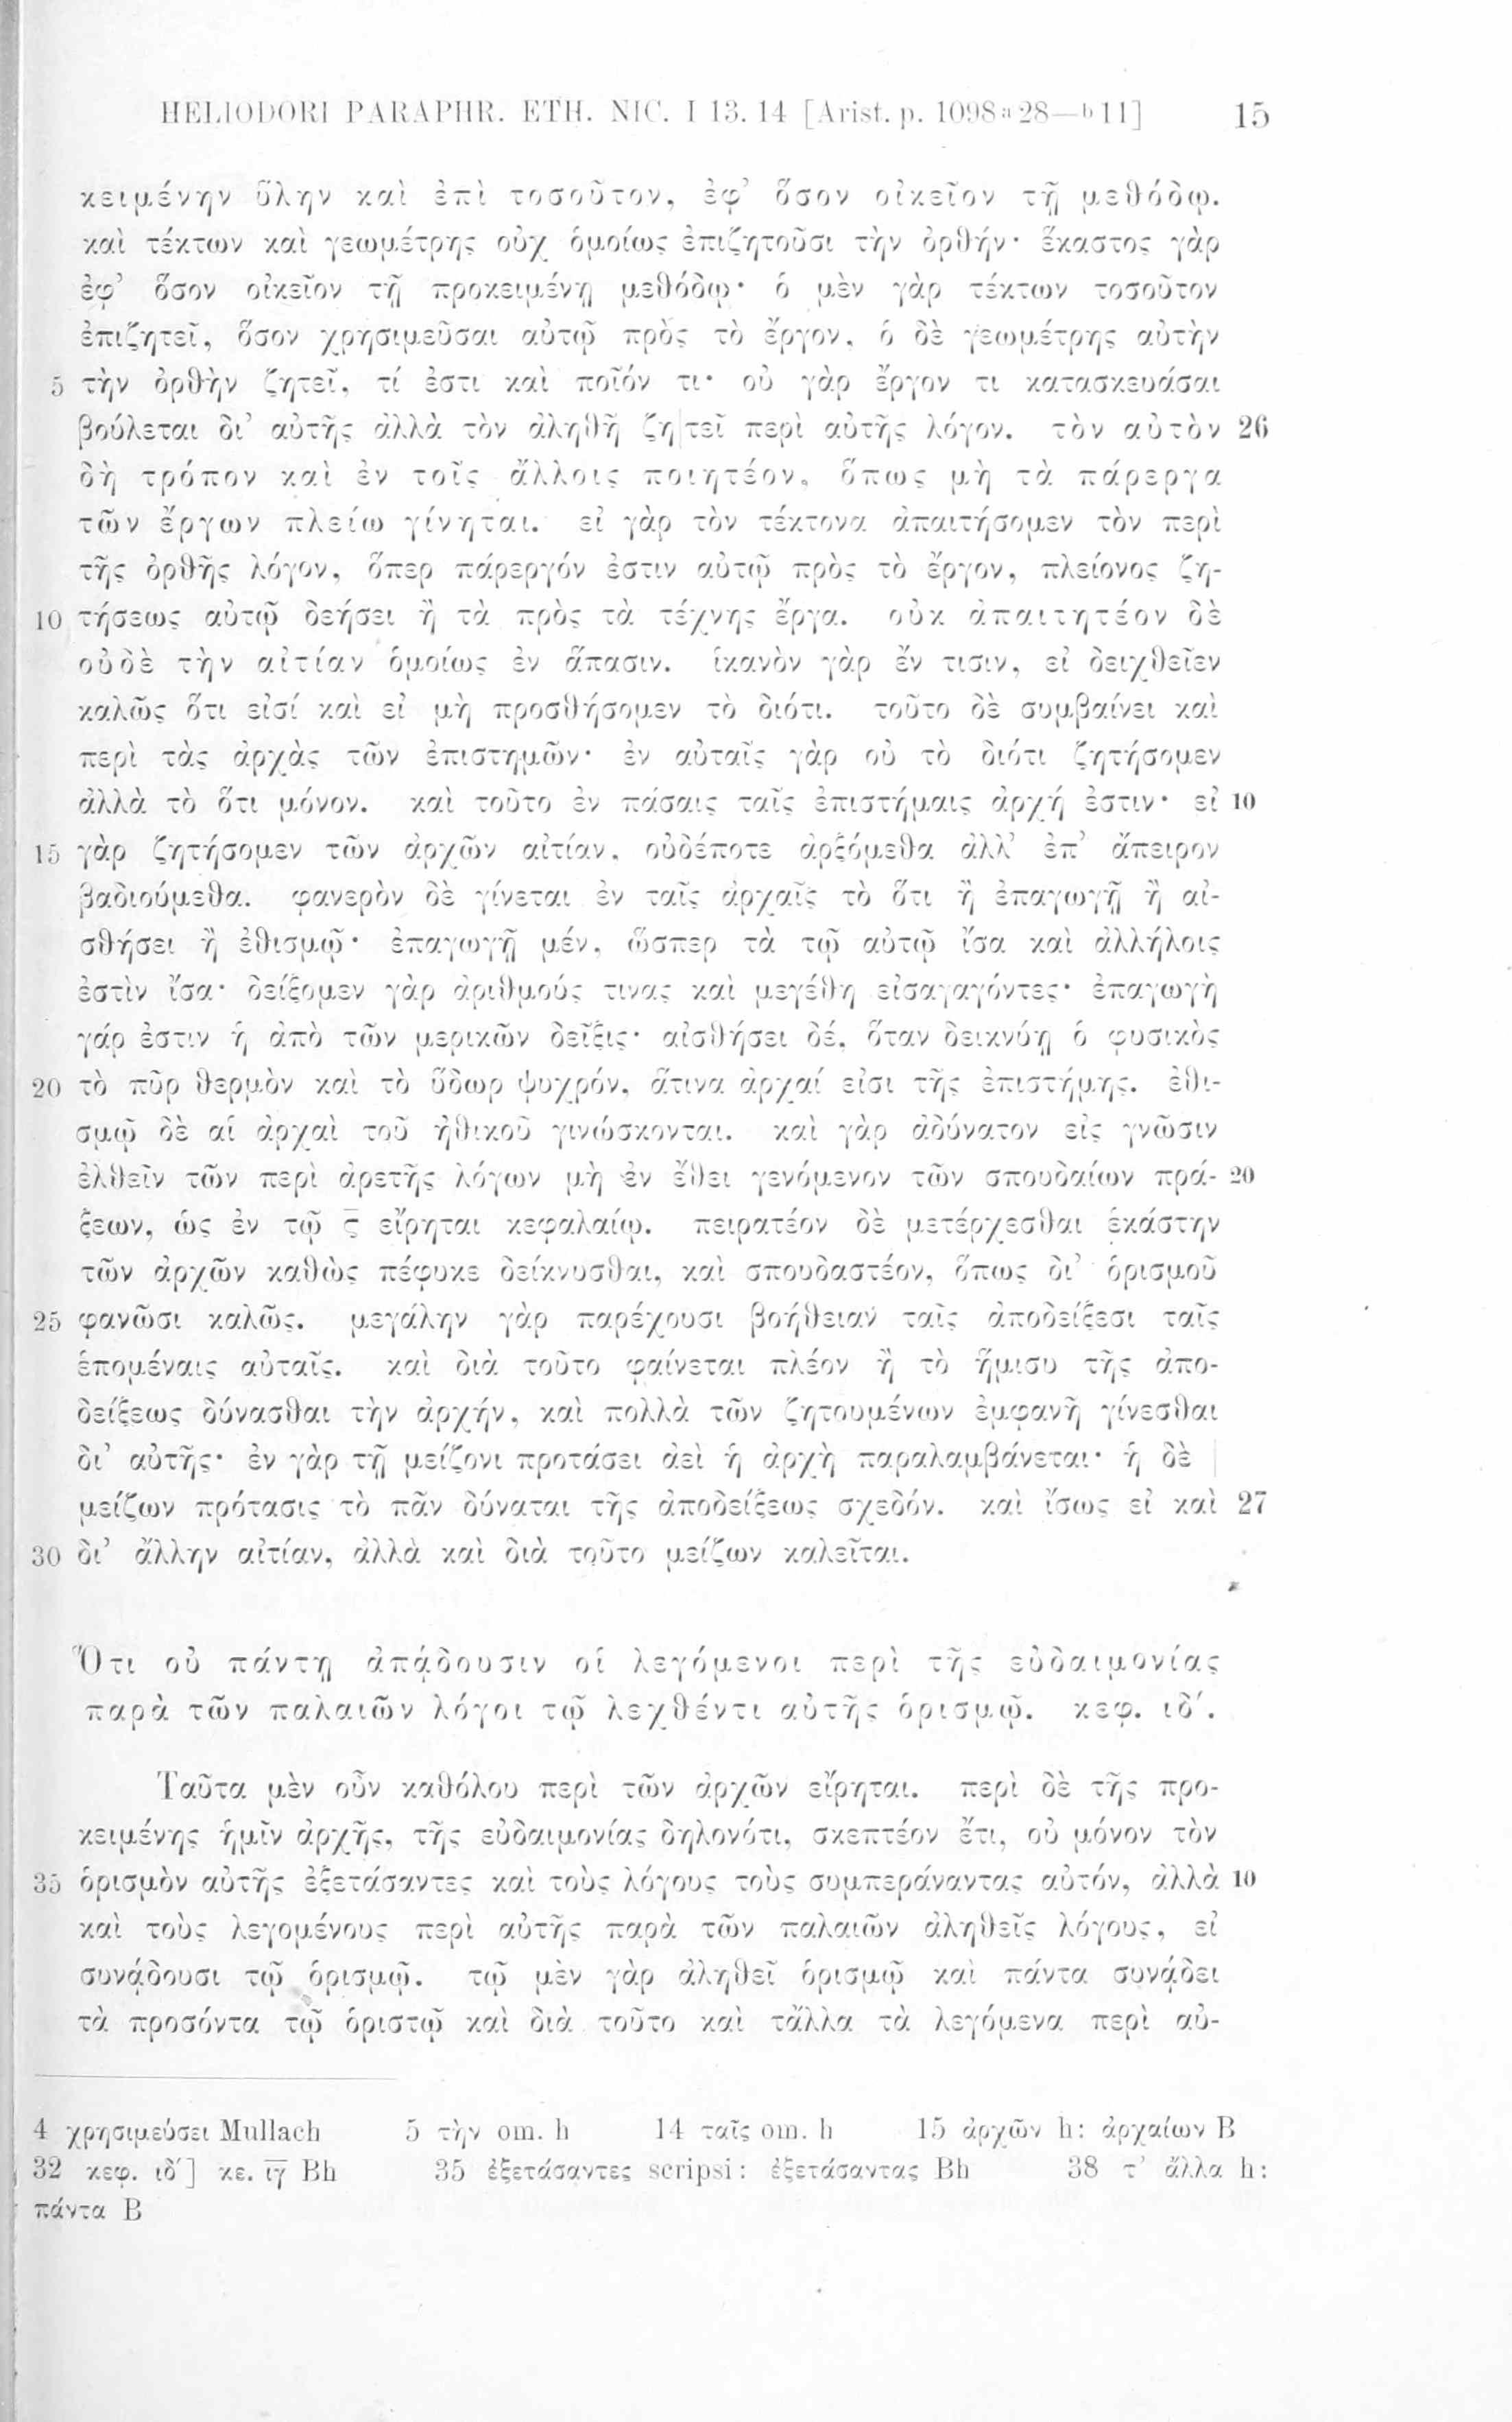 HELIODORI PARAPHR. ETH. NIC. I 13. 14 [Arist. p. 1098a28—b11] 15
κειμένην ὕλην καὶ ἐπὶ τοσοῦτον, ἐφ’ ὅσον οἰκεῖον τῇ μεθόδῳ.
καὶ τέκτων καὶ γεωμέτρης οὐχ ὁμοίως ἐπιζητοῦσι τὴν ὀρθήν· ἕκαστος γὰρ
ἐφ’ ὅσον οἰκεῖον τῇ προκειμένῃ μεθόδῳ· ὁ μὲν γὰρ τέκτων τοσοῦτον
ἐπιζητεῖ, ὅσον χρησιμεῦσαι αὐτῷ πρὸς τὸ ἔργον, ὁ δὲ γεωμέτρης αὐτὴν
5 τὴν ὀρθὴν ζητεῖ, τί ἐστι καὶ ποῖόν τι· οὐ γὰρ ἔργον τι κατασκευάσαι
βούλεται δι’ αὐτῆς ἀλλὰ τὸν ἀληθῆ ζη|τεῖ περὶ αὐτῆς λόγον. τὸν αὐτὸν 26
δὴ τρόπον καὶ ἐν τοῖς ἄλλοις ποιητέον, ὅπως μὴ τὰ πάρεργα
τῶν ἔργων πλείω γίνηται. εἰ γὰρ τὸν τέκτονα ἀπαιτήσομεν τὸν περὶ
τῆς ὀρθῆς λόγον, ὅπερ πάρεργόν ἐστιν αὐτῷ πρὸς τὸ ἔργον, πλείονος ζη-
10 τήσεως αὐτῷ δεήσει ἢ τὰ πρὸς τὰ τέχνης ἔργα. οὐκ ἀπαιτητέον δὲ
οὐδὲ τὴν αἰτίαν ὁμοίως ἐν ἅπασιν. ἱκανὸν γὰρ ἔν τισιν, εἰ δειχθεῖεν
καλῶς ὅτι εἰσί καὶ εἰ μὴ προσθήσομεν τὸ διότι. τοῦτο δὲ συμβαίνει καὶ
περὶ τὰς ἀρχὰς τῶν ἐπιστημῶν· ἐν αὐταῖς γὰρ οὐ τὸ διότι ζητήσομεν
ἀλλὰ τὸ ὅτι μόνον. καὶ τοῦτο ἐν πάσαις ταῖς ἐπιστήμαις ἀρχή ἐστιν· εἰ 10
15 γὰρ ζητήσομεν τῶν ἀρχῶν αἰτίαν, οὐδέποτε ἀρξόμεθα ἀλλ’ ἐπ’ ἄπειρον
βαδιούμεθα. φανερὸν δὲ γίνεται ἐν ταῖς ἀρχαῖς τὸ ὅτι ἢ ἐπαγωγῇ ἢ αἰ-
σθήσει ἢ ἐθισμῷ· ἐπαγωγῇ μέν, ὥσπερ τὰ τῷ αὐτῷ ἴσα καὶ ἀλλήλοις
ἐστὶν ἴσα· δείξομεν γὰρ ἀριθμούς τινας καὶ μεγέθη εἰσαγαγόντες· ἐπαγωγὴ
γάρ ἐστιν ἡ ἀπὸ τῶν μερικῶν δεῖξις· αἰσθήσει δέ, ὅταν δεικνύῃ ὁ φυσικὸς
20 τὸ πῦρ θερμὸν καὶ τὸ ὕδωρ ψυχρόν, ἅτινα ἀρχαί εἰσι τῆς ἐπιστήμης. ἐθι-
σμῷ δὲ αἱ ἀρχαὶ τοῦ ἠθικοῦ γινώσκονται. καὶ γὰρ ἀδύνατον εἰς γνῶσιν
ἐλθεῖν τῶν περὶ ἀρετῆς λόγων μὴ ἐν ἔθει γενόμενον τῶν σπουδαίων πρά- 20
ξεων, ὡς ἐν τῷ ϛ̅ εἴρηται κεφαλαίῳ. πειρατέον δὲ μετέρχεσθαι ἑκάστην
τῶν ἀρχῶν καθὼς πέφυκε δείκνυσθαι, καὶ σπουδαστέον, ὅπως δι’ ὁρισμοῦ
25 φανῶσι καλῶς. μεγάλην γὰρ παρέχουσι βοήθειαν ταῖς ἀποδείξεσι ταῖς
ἑπομέναις αὐταῖς. καὶ διὰ τοῦτο φαίνεται πλέον ἢ τὸ ἥμισυ τῆς ἀπο-
δείξεως δύνασθαι τὴν ἀρχήν, καὶ πολλὰ τῶν ζητουμένων ἐμφανῆ γίνεσθαι
δι’ αὐτῆς· ἐν γὰρ τῇ μείζονι προτάσει ἀεὶ ἡ ἀρχὴ παραλαμβάνεται· ἡ δὲ |
μείζων πρότασις τὸ πᾶν δύναται τῆς ἀποδείξεως σχεδόν. καὶ ἴσως εἰ καὶ 27
30 δι’ ἄλλην αἰτίαν, ἀλλὰ καὶ διὰ τοῦτο μείζων καλεῖται.
Ὅτι οὐ πάντῃ ἀπᾴδουσιν οἱ λεγόμενοι περὶ τῆς εὐδαιμονίας
παρὰ τῶν παλαιῶν λόγοι τῷ λεχθέντι αὐτῆς ὁρισμῷ. κεφ. ιδ´.
Ταῦτα μὲν οὖν καθόλου περὶ τῶν ἀρχῶν εἴρηται. περὶ δὲ τῆς προ-
κειμένης ἡμῖν ἀρχῆς, τῆς εὐδαιμονίας δηλονότι, σκεπτέον ἔτι, οὐ μόνον τὸν
35 ὁρισμὸν αὐτῆς ἐξετάσαντες καὶ τοὺς λόγους τοὺς συμπεράναντας αὐτόν, ἀλλὰ 10
καὶ τοὺς λεγομένους περὶ αὐτῆς παρὰ τῶν παλαιῶν ἀληθεῖς λόγους, εἰ
συνᾴδουσι τῷ ὁρισμῷ. τῷ μὲν γὰρ ἀληθεῖ ὁρισμῷ καὶ πάντα συνᾴδει
τὰ προσόντα τῷ ὁριστῷ καὶ διὰ τοῦτο καὶ τἄλλα τὰ λεγόμενα περὶ αὐ-
4 χρησιμεύσει Mullach 5 τὴν om. h 14 ταῖς om. h 15 ἀρχῶν h: ἀρχαίων B
32 κεφ. ιδ´] κε. ι̅γ̅ Bh 35 ἐξετάσαντες scripsi: ἐξετάσαντας Bh 38 τ’ ἄλλα h:
πάντα B